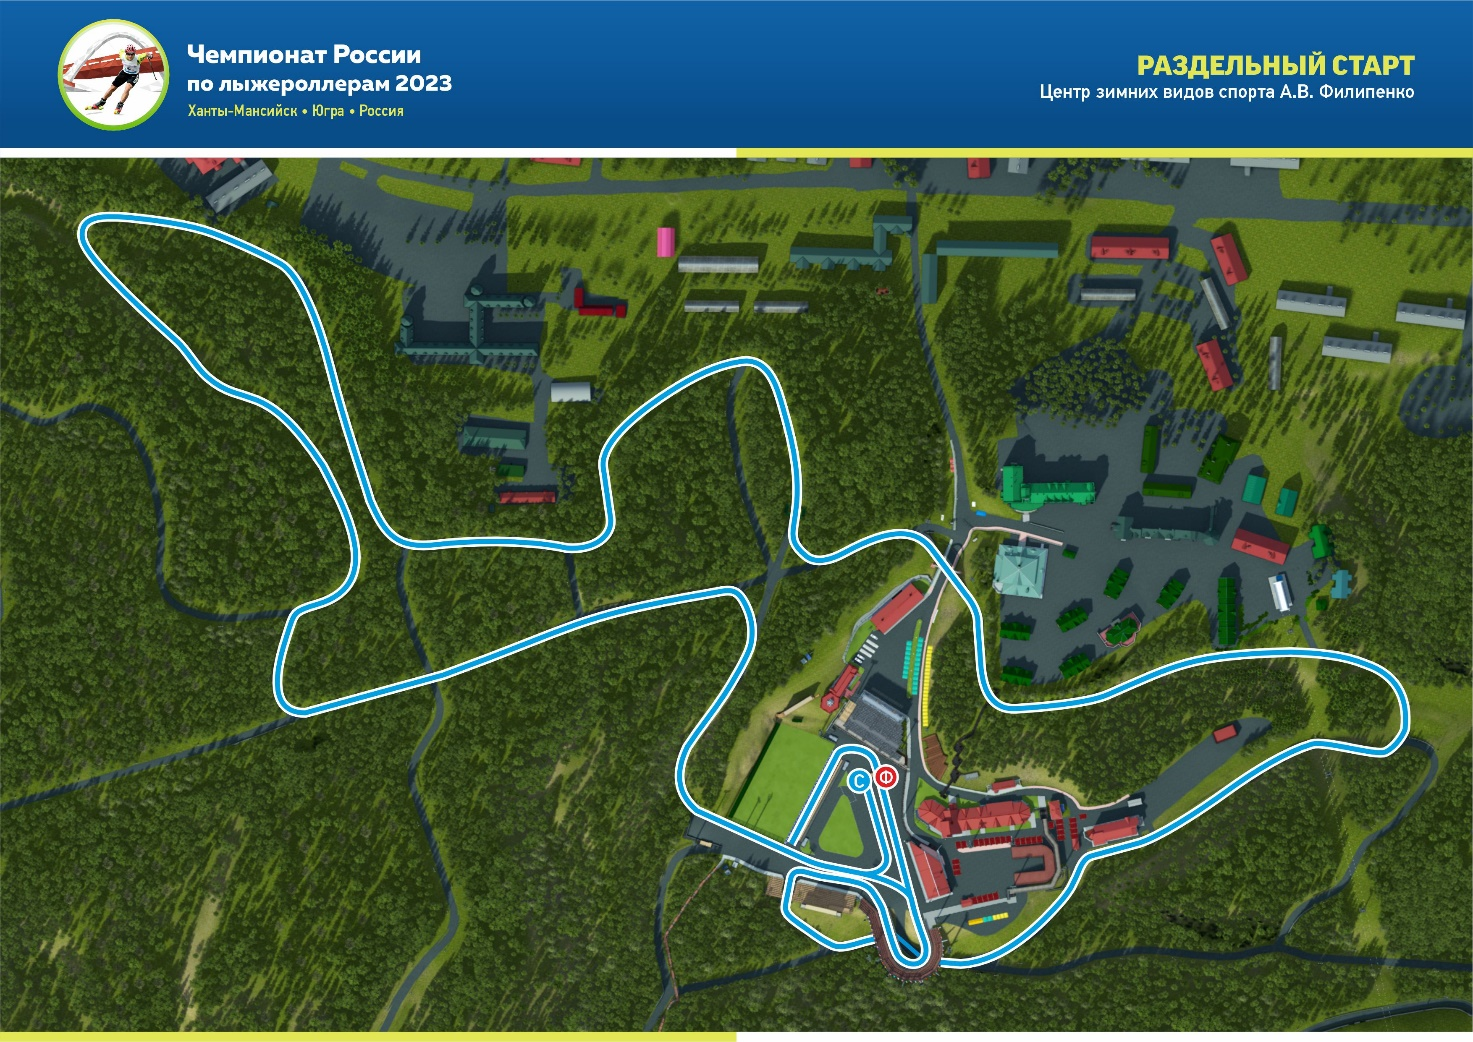 Чемпионат России
по лыжероллерам 2023
Ханты-Мансийск • Югра • Россия
РАЗДЕЛЬНЫЙ СТАРТ
Центр зимних видов спорта А.В. Филипенко
С
Ф